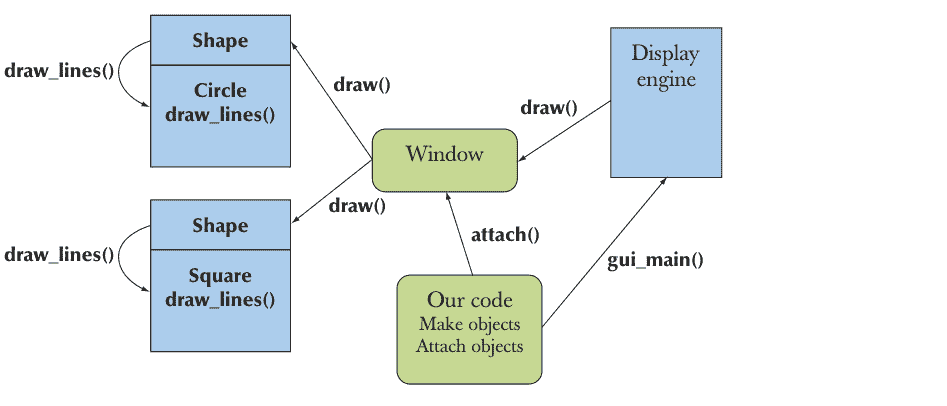 Shape
draw_lines()
Circle
draw_lines()
draw()
Window
draw()
Display
engine
Shape
draw_lines()
Square
draw_lines()
draw()
attach()
gui_main()
Our code
Make objects
Attach objects